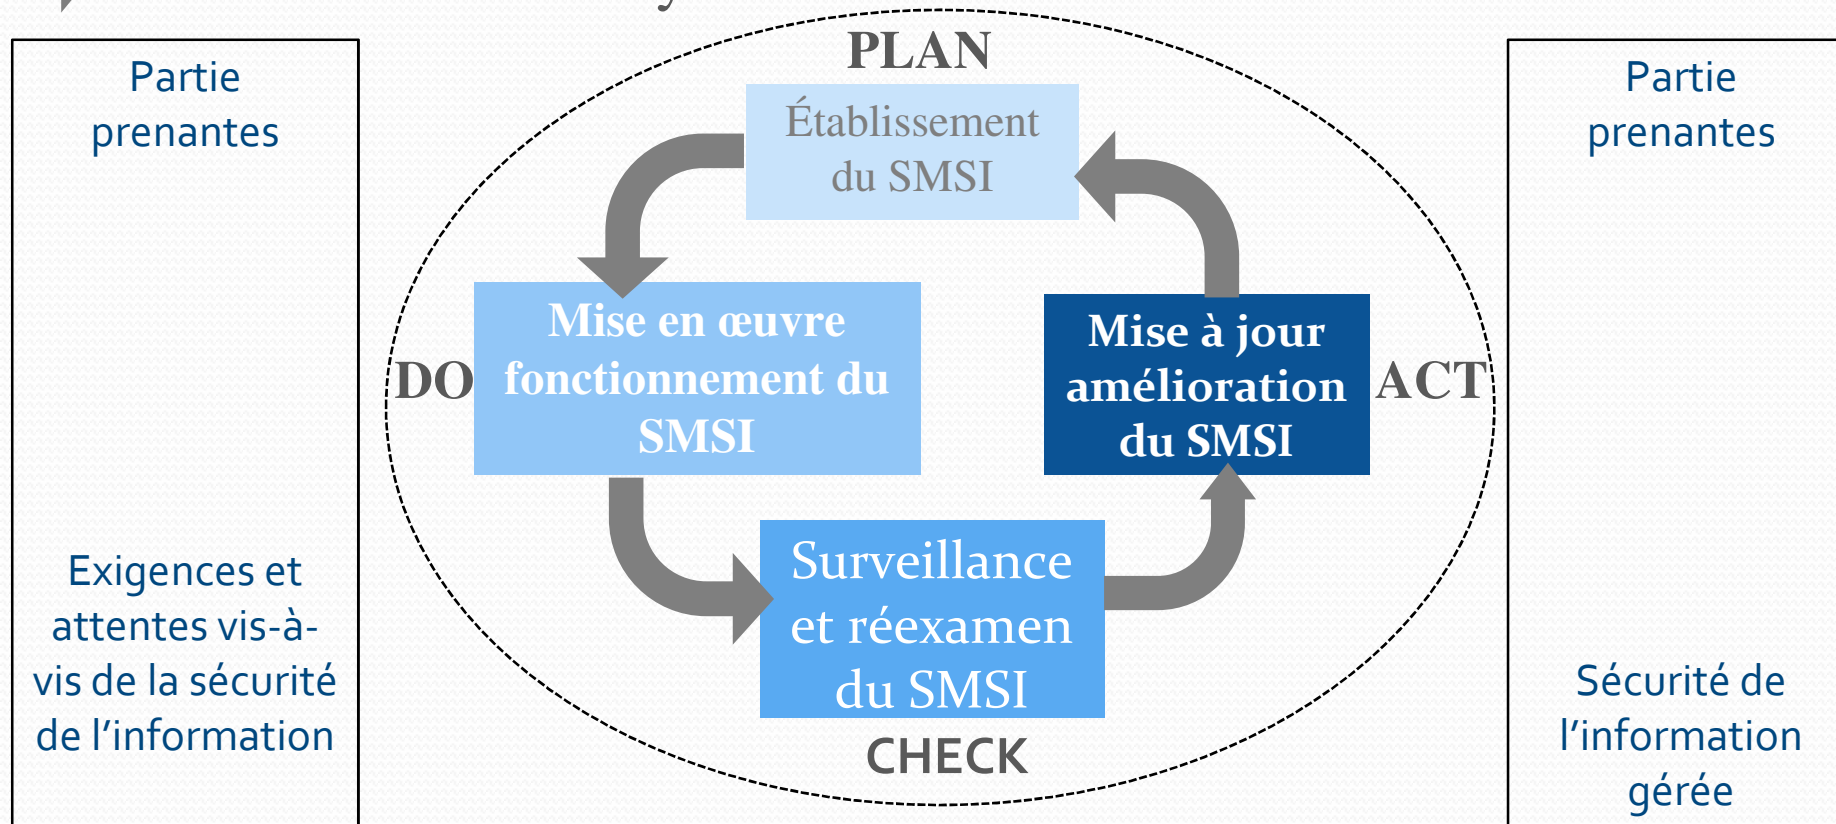 Partie
prenantes
Exigences et
attentes vis-à-
vis de la sécurité
de l'information
PLAN
Établissement
du SMSI
DO
Mise en œuvre
fonctionnement du
SMSI
Surveillance
et réexamen
du SMSI
CHECK
Mise à jour
amélioration
du SMSI
ACT
Partie
prenantes
Sécurité de
l'information
gérée